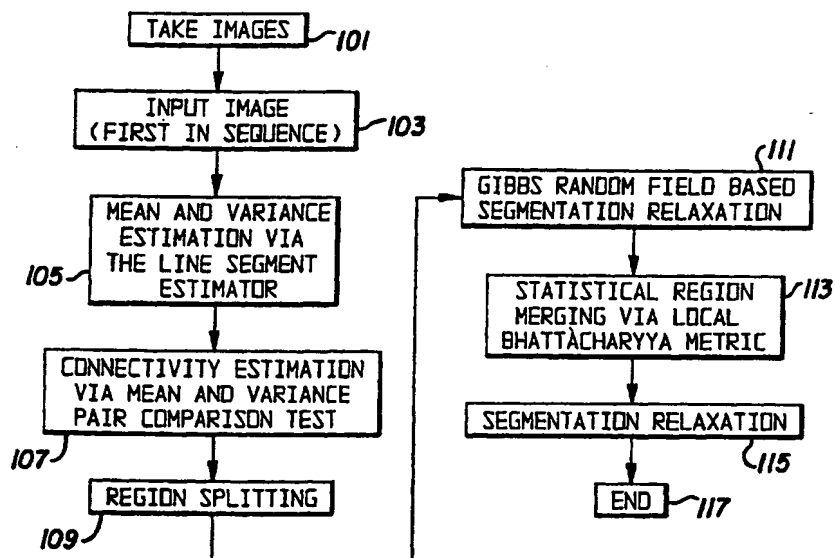 TAKE IMAGES
101
INPUT IMAGE
(FIRST IN SEQUENCE)
103
MEAN AND VARIANCE
ESTIMATION VIA
THE LINE SEGMENT
ESTIMATOR
105
CONNECTIVITY ESTIMATION
VIA MEAN AND VARIANCE
PAIR COMPARISON TEST
107
REGION SPLITTING
109
111
GIBBS RANDOM FIELD BASED
SEGMENTATION RELAXATION
113
STATISTICAL REGION
MERGING VIA LOCAL
BHATTÀCHARYYA METRIC
SEGMENTATION RELAXATION
115
END
117